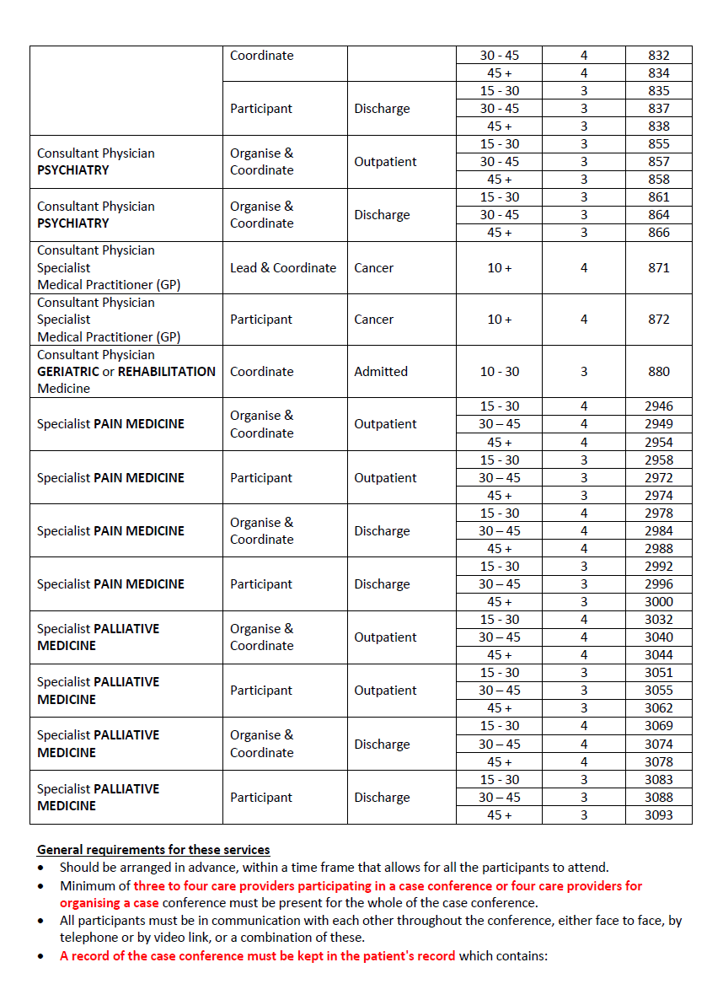 Coordinate 30 - 45 4 832
45 + 4 834
Participant Discharge 15 - 30 3 835
30 - 45 3 837
45 + 3 838
Consultant Physician
PSYCHIATRY
Organise &
Coordinate
Outpatient
15 - 30 3 855
30 - 45 3 857
45 + 3 858
Consultant Physician
PSYCHIATRY
Organise &
Coordinate
Discharge
15 - 30 3 861
30 - 45 3 864
45 + 3 866
Consultant Physician
Specialist
Medical Practitioner (GP)
Lead & Coordinate Cancer 10 + 4 871
Consultant Physician
Specialist
Medical Practitioner (GP)
Participant Cancer 10 + 4 872
Consultant Physician
GERIATRIC or REHABILITATION
Medicine
Coordinate Admitted 10 - 30 3 880
Specialist PAIN MEDICINE
Organise &
Coordinate
Outpatient
15 - 30 4 2946
30 – 45 4 2949
45 + 4 2954
Specialist PAIN MEDICINE
Participant
Outpatient
15 - 30 3 2958
30 – 45 3 2972
45 + 3 2974
Specialist PAIN MEDICINE
Organise &
Coordinate
Discharge
15 - 30 4 2978
30 – 45 4 2984
45 + 4 2988
Specialist PAIN MEDICINE
Participant
Discharge
15 - 30 3 2992
30 – 45 3 2996
45 + 3 3000
Specialist PALLIATIVE
MEDICINE
Organise &
Coordinate
Outpatient
15 - 30 4 3032
30 – 45 4 3040
45 + 4 3044
Specialist PALLIATIVE
MEDICINE
Participant
Outpatient
15 - 30 3 3051
30 – 45 3 3055
45 + 3 3062
Specialist PALLIATIVE
MEDICINE
Organise &
Coordinate
Discharge
15 - 30 4 3069
30 – 45 4 3074
45 + 4 3078
Specialist PALLIATIVE
MEDICINE
Participant
Discharge
15 - 30 3 3083
30 – 45 3 3088
45 + 3 3093
General requirements for these services
• Should be arranged in advance, within a time frame that allows for all the participants to attend.
• Minimum of three to four care providers participating in a case conference or four care providers for
organising a case conference must be present for the whole of the case conference.
• All participants must be in communication with each other throughout the conference, either face to face, by
telephone or by video link, or a combination of these.
• A record of the case conference must be kept in the patient's record which contains: